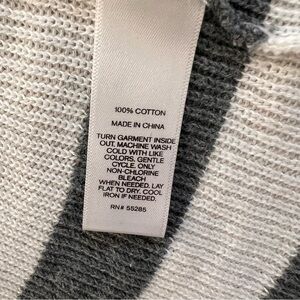 100% COTTON
MADE IN CHINA
TURN GARMENT INSIDE
OUT. MACHINE WASH
COLD WITH LIKE
COLORS. GENTLE
CYCLE. ONLY
NON-CHLORINE
BLEACH
WHEN NEEDED. LAY
FLAT TO DRY. COOL
IRON IF NEEDED.
RN# 55285